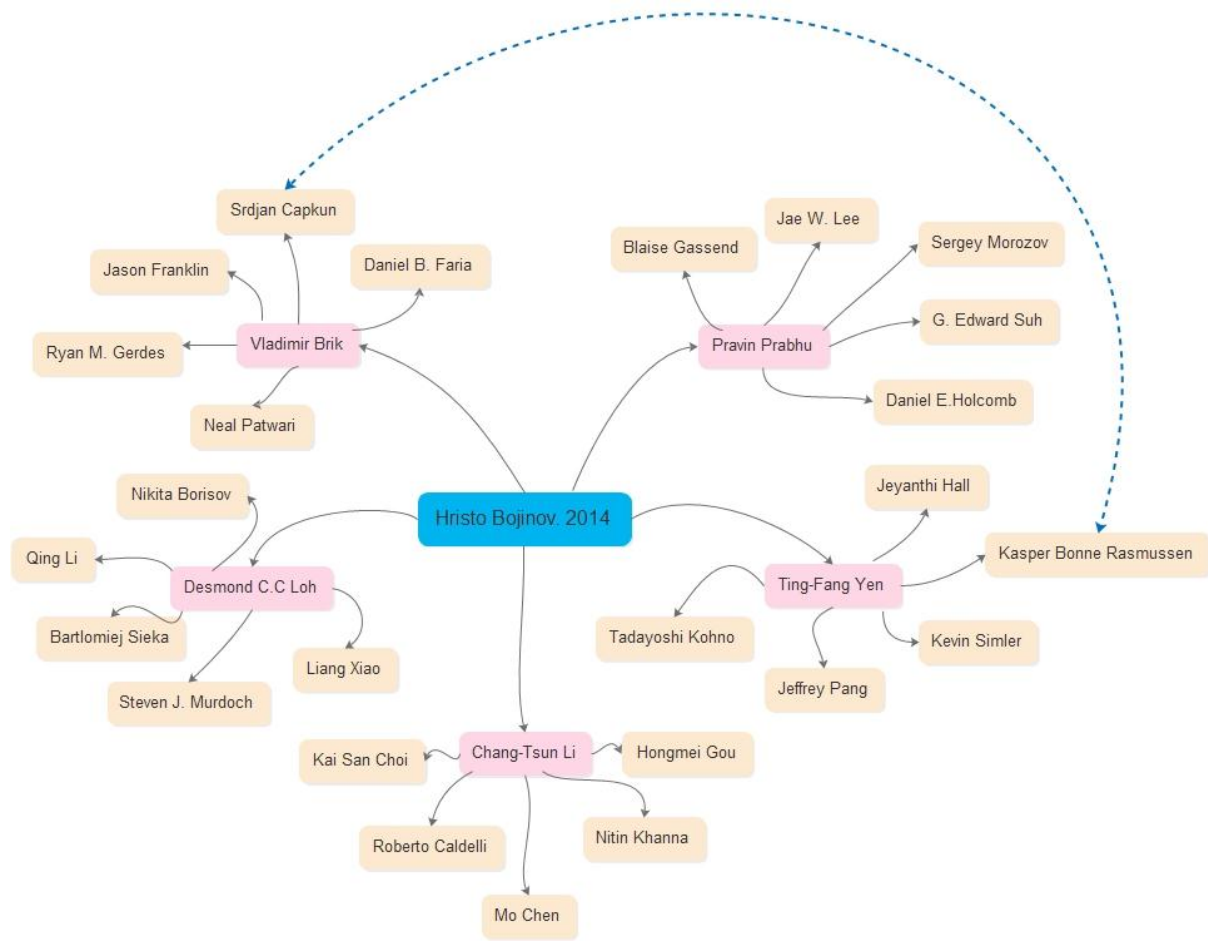 Srdjan Capkun
Jae W. Lee
Blaise Gassend
Sergey Morozov
Jason Franklin
Daniel B. Faria
G. Edward Suh
Ryan M. Gerdes
Vladimir Brik
Pravin Prabhu
Neal Patwari
Daniel E.Holcomb
Nikita Borisov
Jeyanthi Hall
Hristo Bojinov. 2014
Qing Li
Kasper Bonne Rasmussen
Desmond C.C Loh
Ting-Fang Yen
Bartlomiej Sieka
Tadayoshi Kohno
Kevin Simler
Liang Xiao
Steven J. Murdoch
Jeffrey Pang
Kai San Choi
Chang-Tsun Li
Hongmei Gou
Roberto Caldelli
Nitin Khanna
Mo Chen